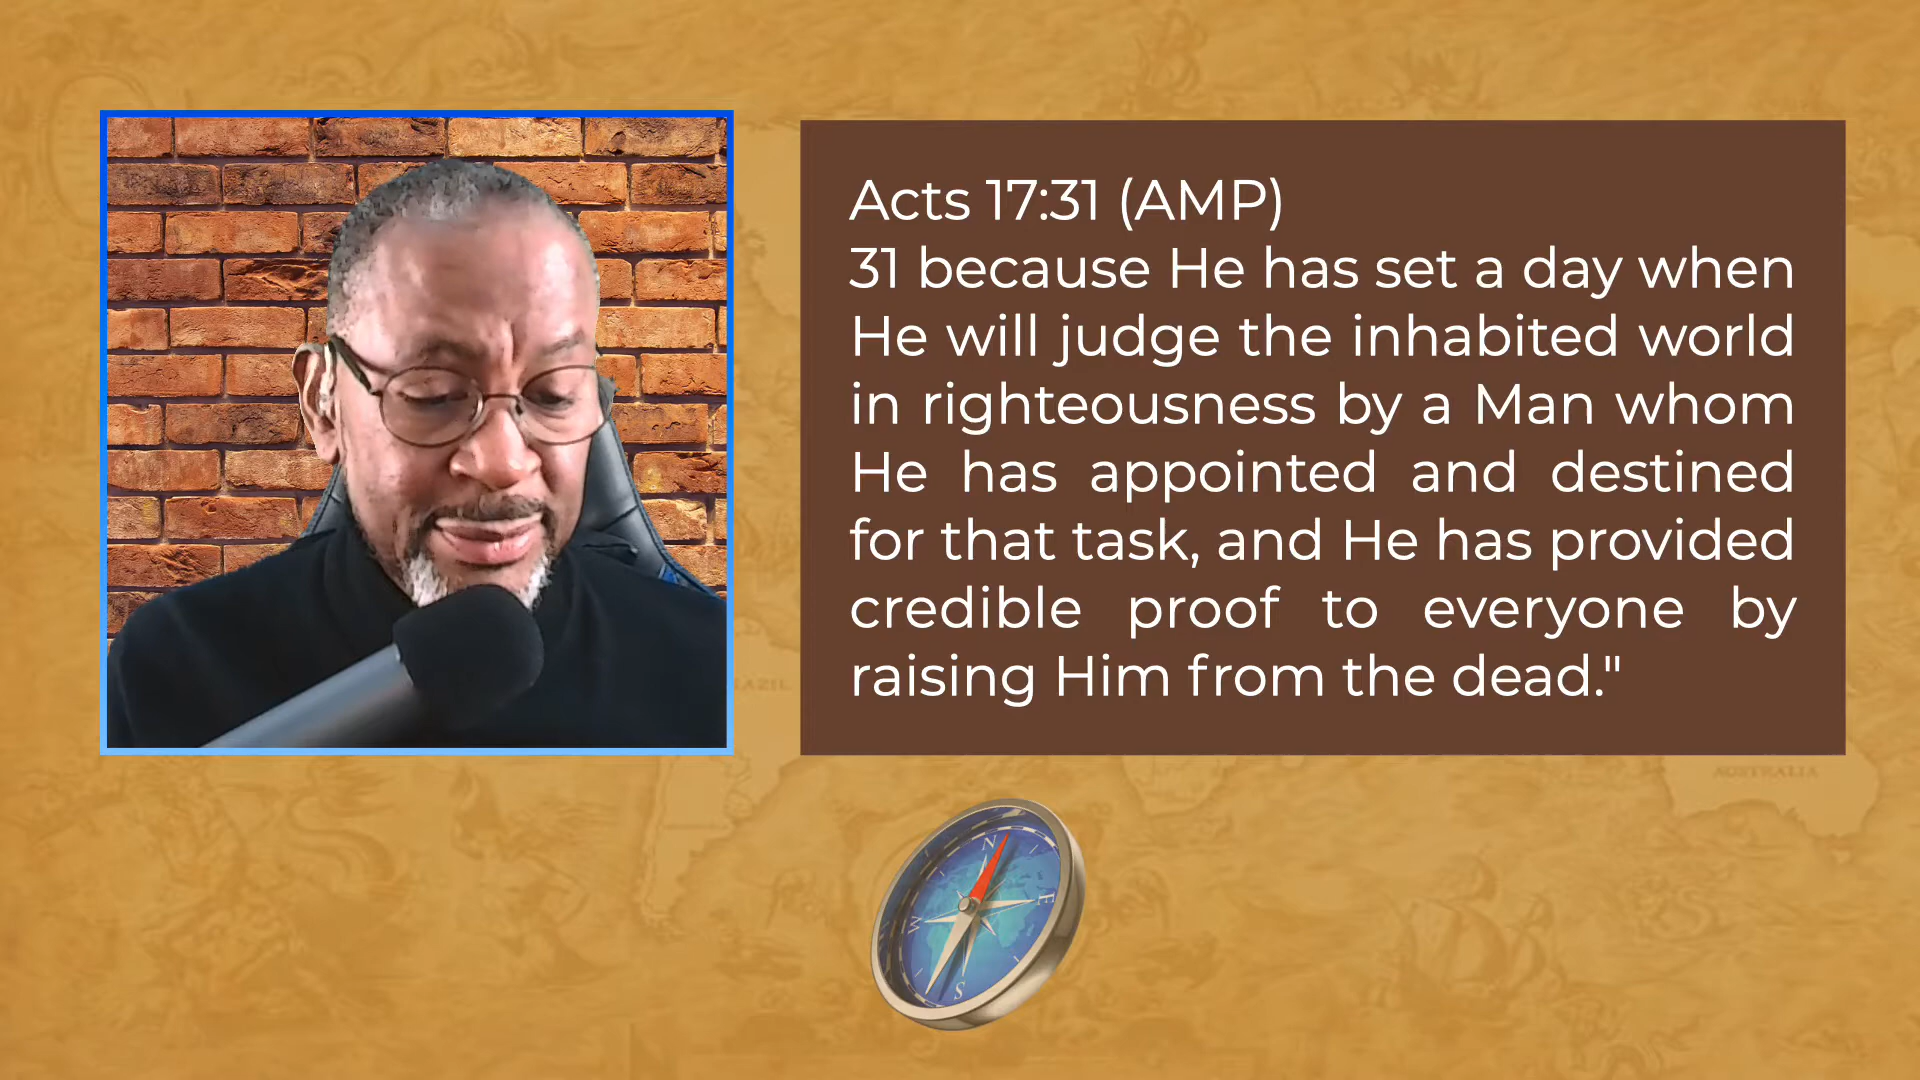 Acts 17:31 (AMP)
31 because He has set a day when
He will judge the inhabited world
in righteousness by a Man whom
He has appointed and destined
for that task, and He has provided
credible proof to everyone by
raising Him from the dead."
AUSTRALIA
N
E
W
S